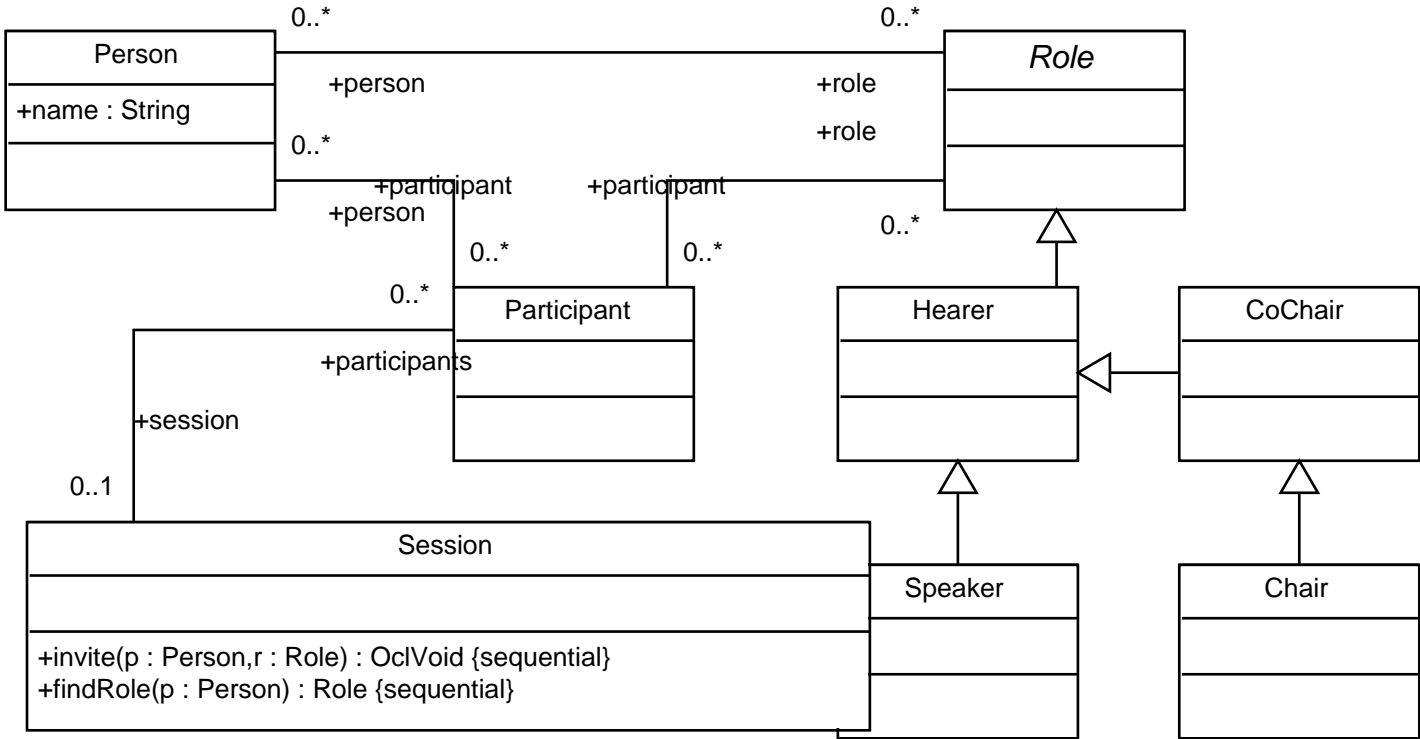 0..*
0..*
Person
Role
+person
+role
+name : String
+role
0..*
+participant
+participant
+person
0..*
0..*
0..*
0..*
Participant
Hearer
CoChair
+participants
+session
0..1
Session
Speaker
Chair
+invite(p : Person,r : Role) : OclVoid {sequential}
+findRole(p : Person) : Role {sequential}